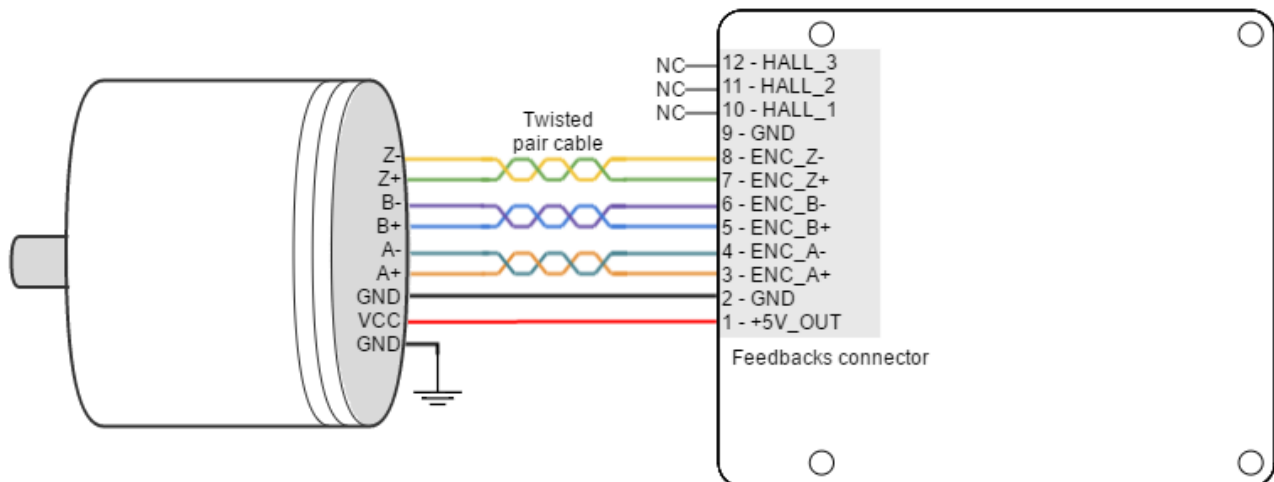 NC
NC
NC
12 - HALL_3
11 - HALL_2
10 - HALL_1
9 - GND
8 - ENC_Z-
7 - ENC_Z+
6 - ENC_B-
5 - ENC_B+
4 - ENC_A-
3 - ENC_A+
2 - GND
1 - +5V_OUT
Feedbacks connector
Twisted
pair cable
Z-
Z+
B-
B+
A-
A+
GND
VCC
GND